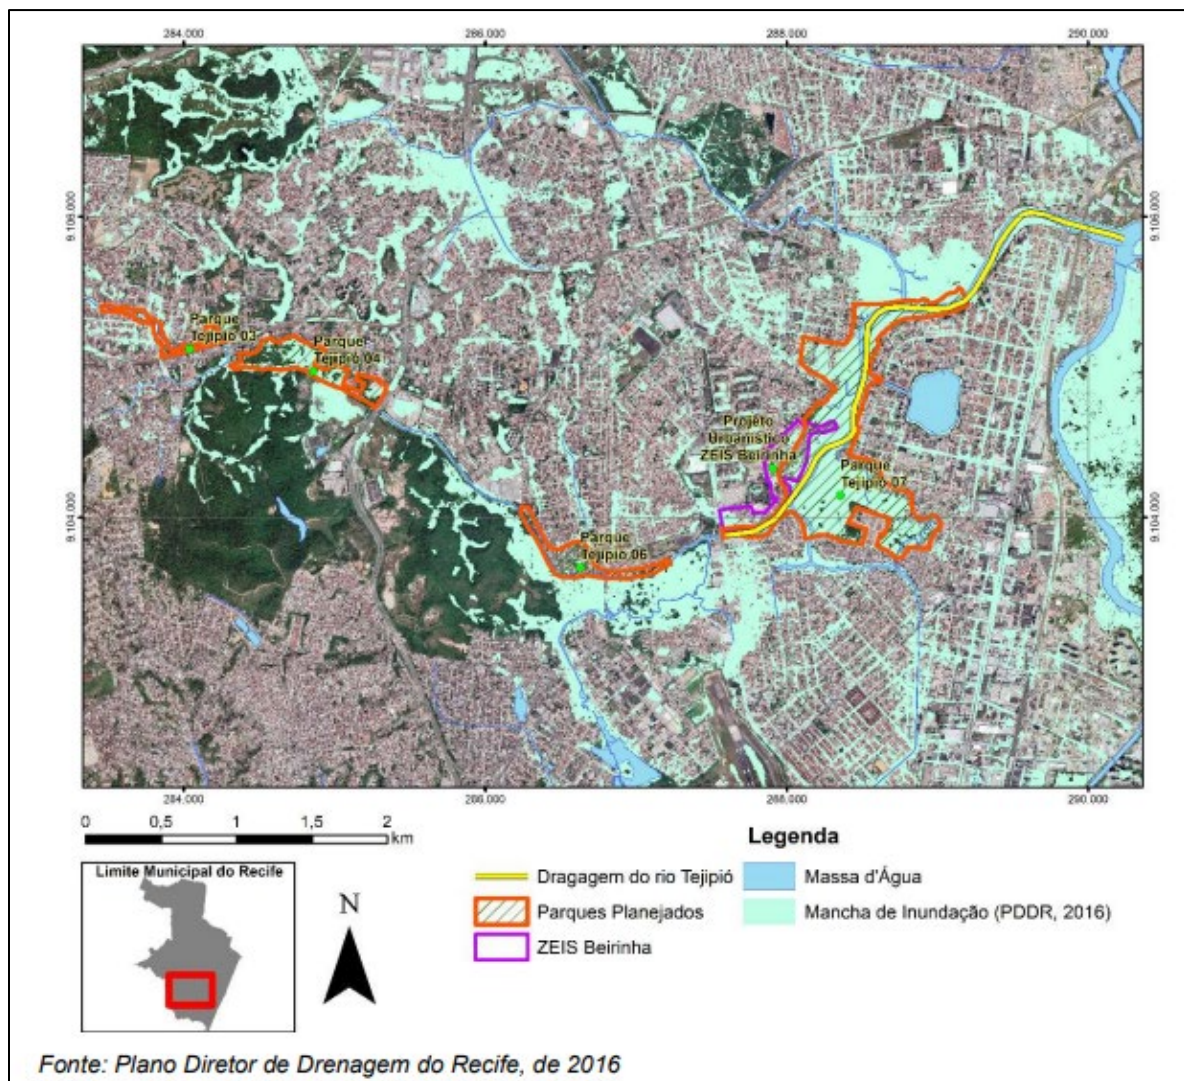 284.000 286.000 288.000 290.000
9.106.000 9.106.000
Parque
Tejipió 03
Parque
Tejipió 04
Projeto
Urbanístico
ZEIS Beirinha
Parque
Tejipió 07
9.104.000 9.104.000
Parque
Tejipió 06
284.000 286.000 288.000 290.000
0 0,5 1 1,5 2
km
Legenda
Limite Municipal do Recife
N
Dragagem do rio Tejipió
Parques Planejados
ZEIS Beirinha
Massa d'Água
Mancha de Inundação (PDDR, 2016)
Fonte: Plano Diretor de Drenagem do Recife, de 2016